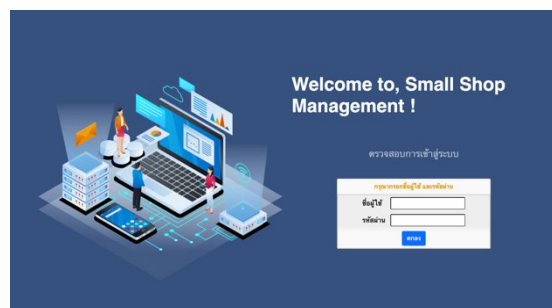 Welcome to, Small Shop
Management !
ตรวจสอบการเข้าสู่ระบบ
กรุณากรอกชื่อผู้ใช้ และรหัสผ่าน
ชื่อผู้ใช้
รหัสผ่าน
ตกลง